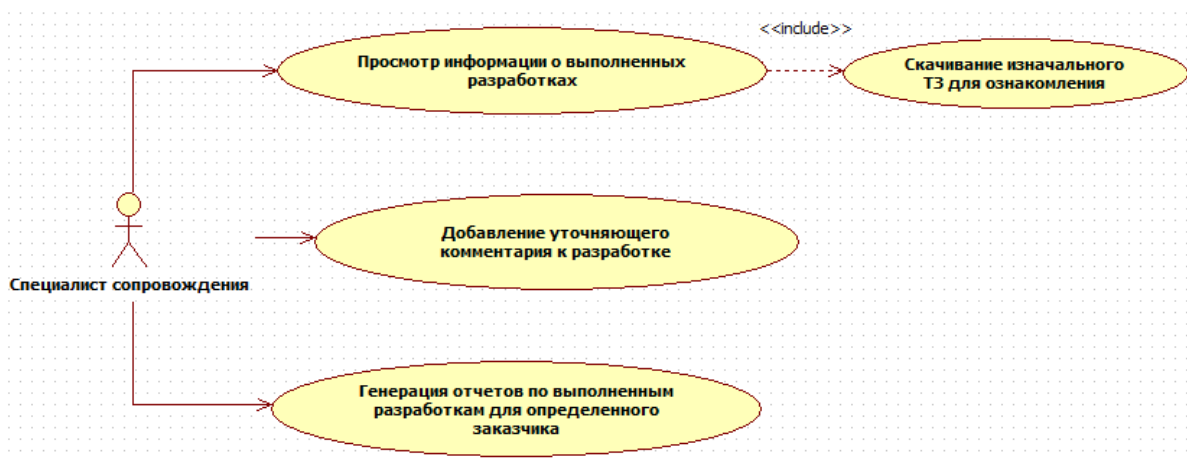 <<include>>
Просмотр информации о выполненных
разработках
Скачивание изначального
ТЗ для ознакомления
Добавление уточняющего
комментария к разработке
Специалист сопровождения
Генерация отчетов по выполненным
разработкам для определенного
заказчика